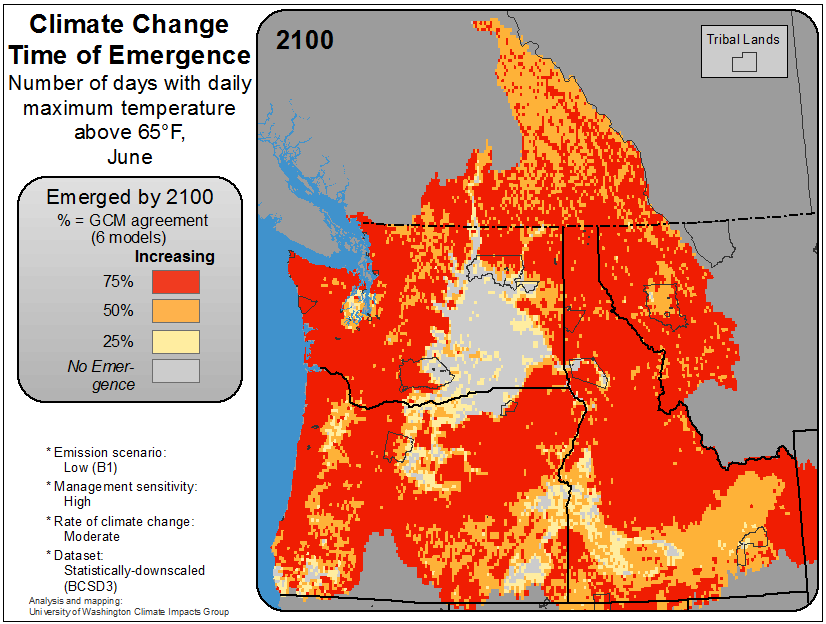 Climate Change
Time of Emergence
Number of days with daily
maximum temperature
above 65°F,
June
Emerged by 2100
% = GCM agreement
(6 models)
Increasing
75%
50%
25%
No Emer-
gence
* Emission scenario:
Low (B1)
* Management sensitivity:
High
* Rate of climate change:
Moderate
* Dataset:
Statistically-downscaled
(BCSD3)
Analysis and mapping:
University of Washington Climate Impacts Group
2100
Tribal Lands